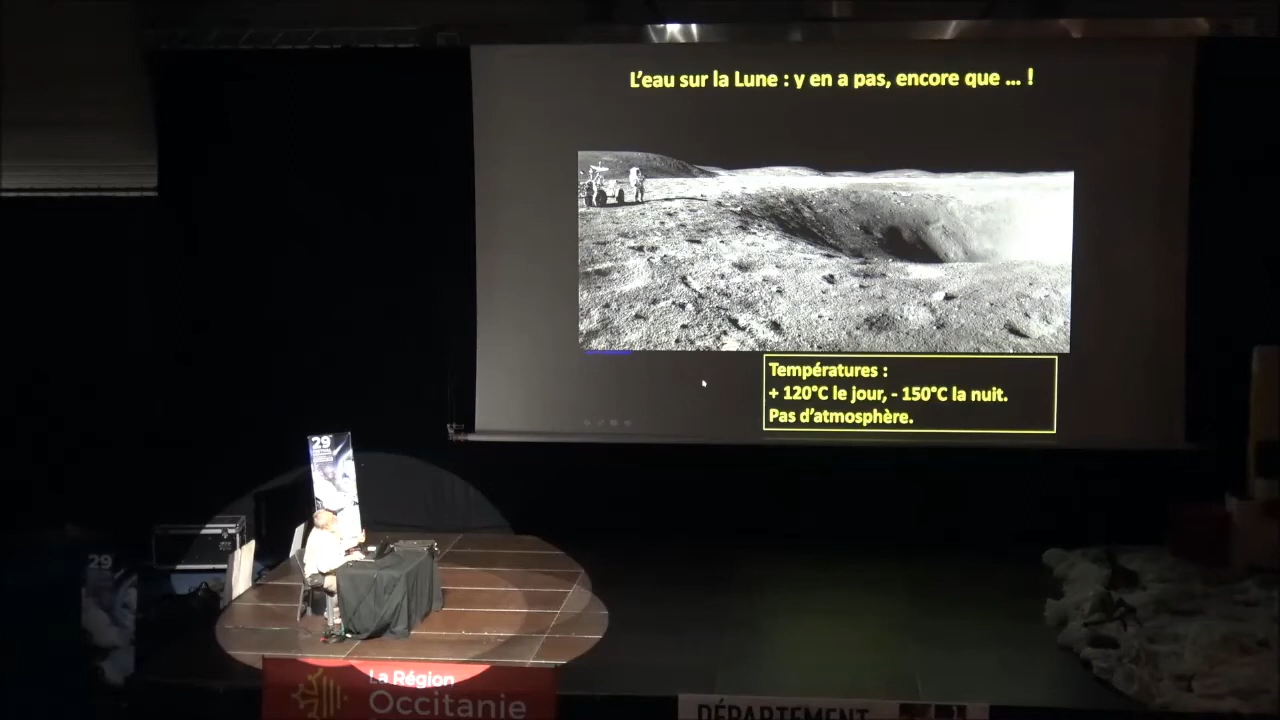 L'eau sur la Lune : y en a pas, encore que ... !
Températures :
+ 120°C le jour, - 150°C la nuit.
Pas d'atmosphère.
29
29
La Région
Occitanie
DÉPARTEMENT